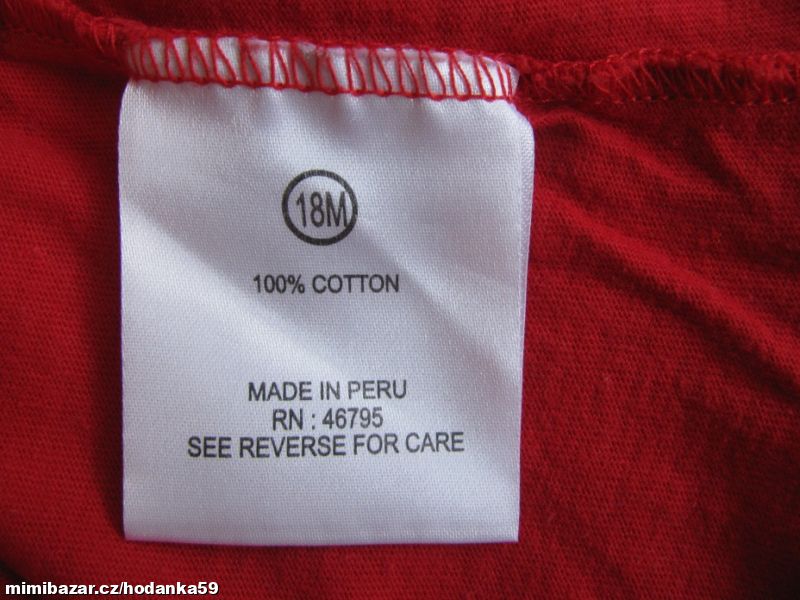 18M
100% COTTON
MADE IN PERU
RN : 46795
SEE REVERSE FOR CARE
mimibazar.cz/hodanka59